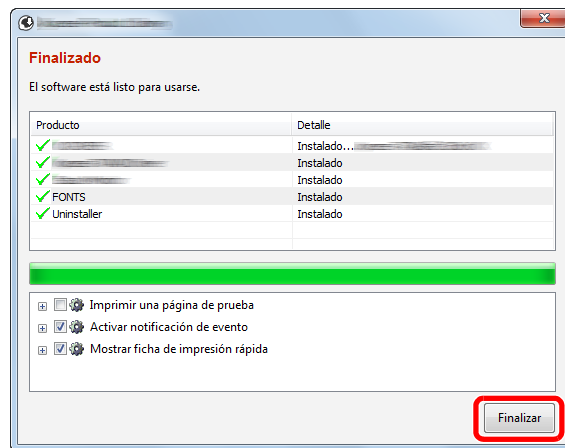 Finalizado
El software está listo para usarse.
Producto Detalle
Instalado...
Instalado
Instalado
FONTS Instalado
Uninstaller Instalado
Imprimir una página de prueba
Activar notificación de evento
Mostrar ficha de impresión rápida
Finalizar